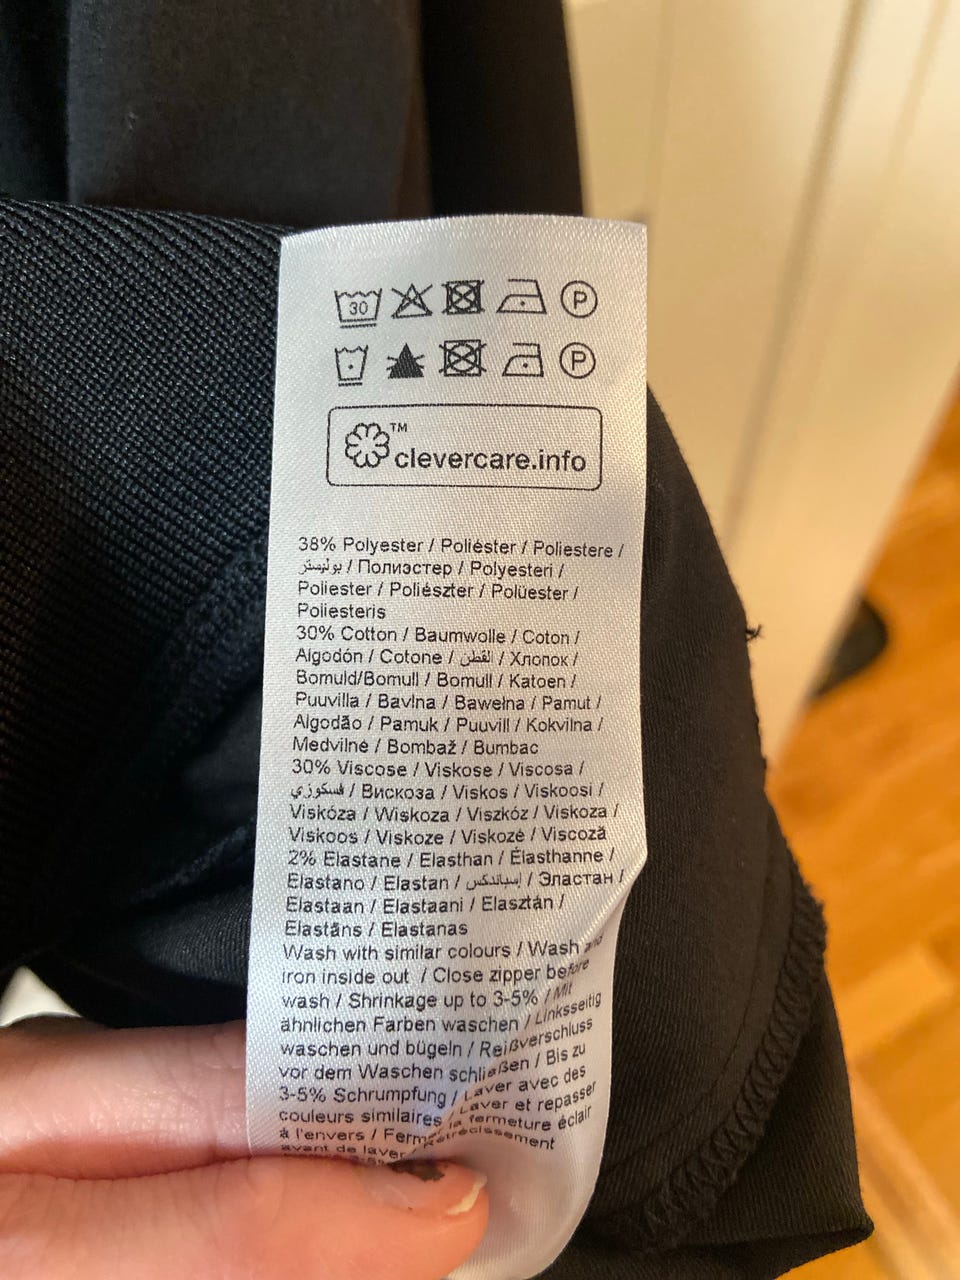 30 P
P
TM
clevercare.info
38% Polyester / Poliéster / Poliestere /
بوليستر / Полиэстер / Polyesteri /
Poliester / Poliészter / Polüester /
Poliesteris
30% Cotton / Baumwolle / Coton /
Algodón / Cotone / القطن / Хлопок /
Bomuld/Bomull / Bomull / Katoen /
Puuvilla / Bavlna / Bawełna / Pamut /
Algodão / Pamuk / Puuvill / Kokvilna /
Medvilnė / Bombaž / Bumbac
30% Viscose / Viskose / Viscosa /
فسكوزي / Вискоза / Viskos / Viskoosi /
Viskóza / Wiskoza / Viszkóz / Viskoza /
Viskoos / Viskoze / Viskozė / Viscoză
2% Elastane / Elasthan / Élasthanne /
Elastano / Elastan / إسباندكس / Эластан /
Elastaan / Elastaani / Elasztán /
Elastāns / Elastanas
Wash with similar colours / Wash and
iron inside out / Close zipper before
wash / Shrinkage up to 3-5% / Mit
ähnlichen Farben waschen / Linksseitig
waschen und bügeln / Reißverschluss
vor dem Waschen schließen / Bis zu
3-5% Schrumpfung / Laver avec des
couleurs similaires / Laver et repasser
à l'envers / Fermer la fermeture éclair
avant de laver / Rétrécissement